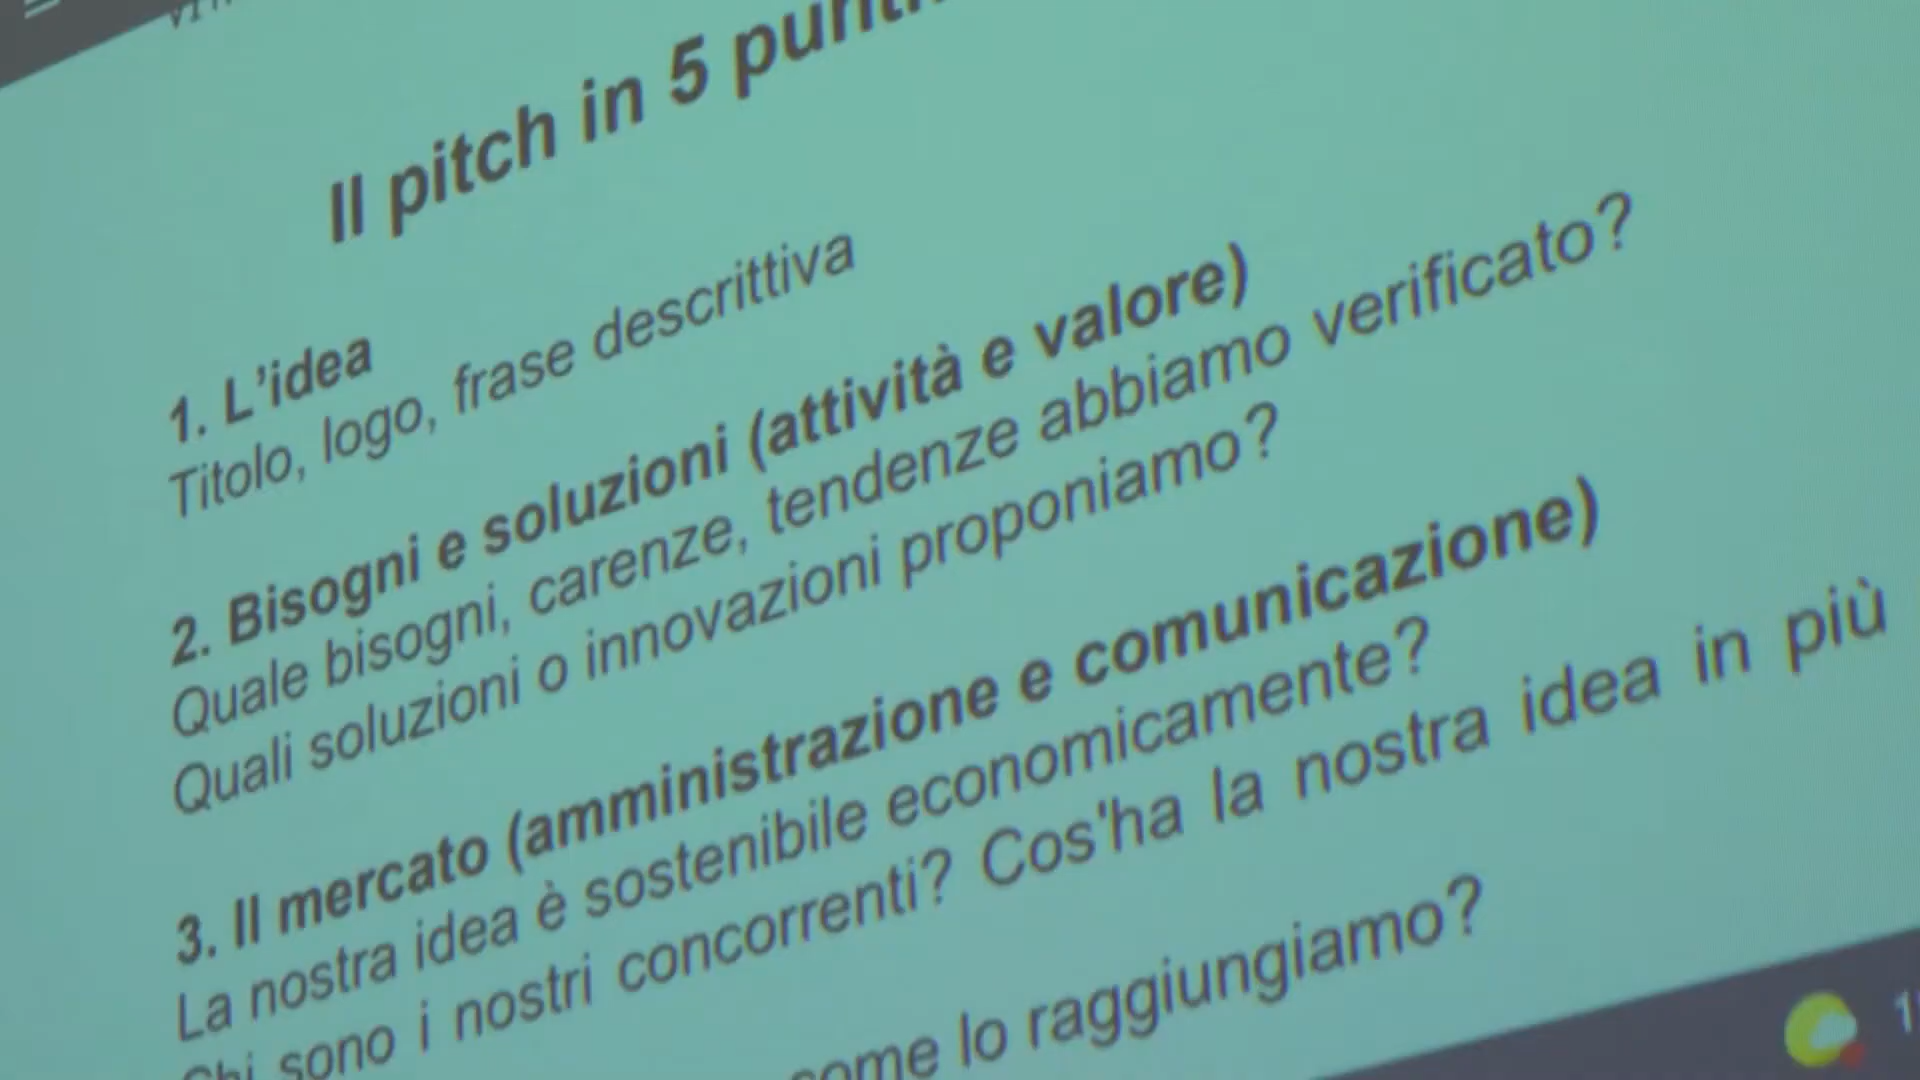 Il pitch in 5 punti
1. L'idea
Titolo, logo, frase descrittiva
2. Bisogni e soluzioni (attività e valore)
Quale bisogni, carenze, tendenze abbiamo verificato?
Quali soluzioni o innovazioni proponiamo?
3. Il mercato (amministrazione e comunicazione)
La nostra idea è sostenibile economicamente?
Chi sono i nostri concorrenti? Cos'ha la nostra idea in più
come lo raggiungiamo?